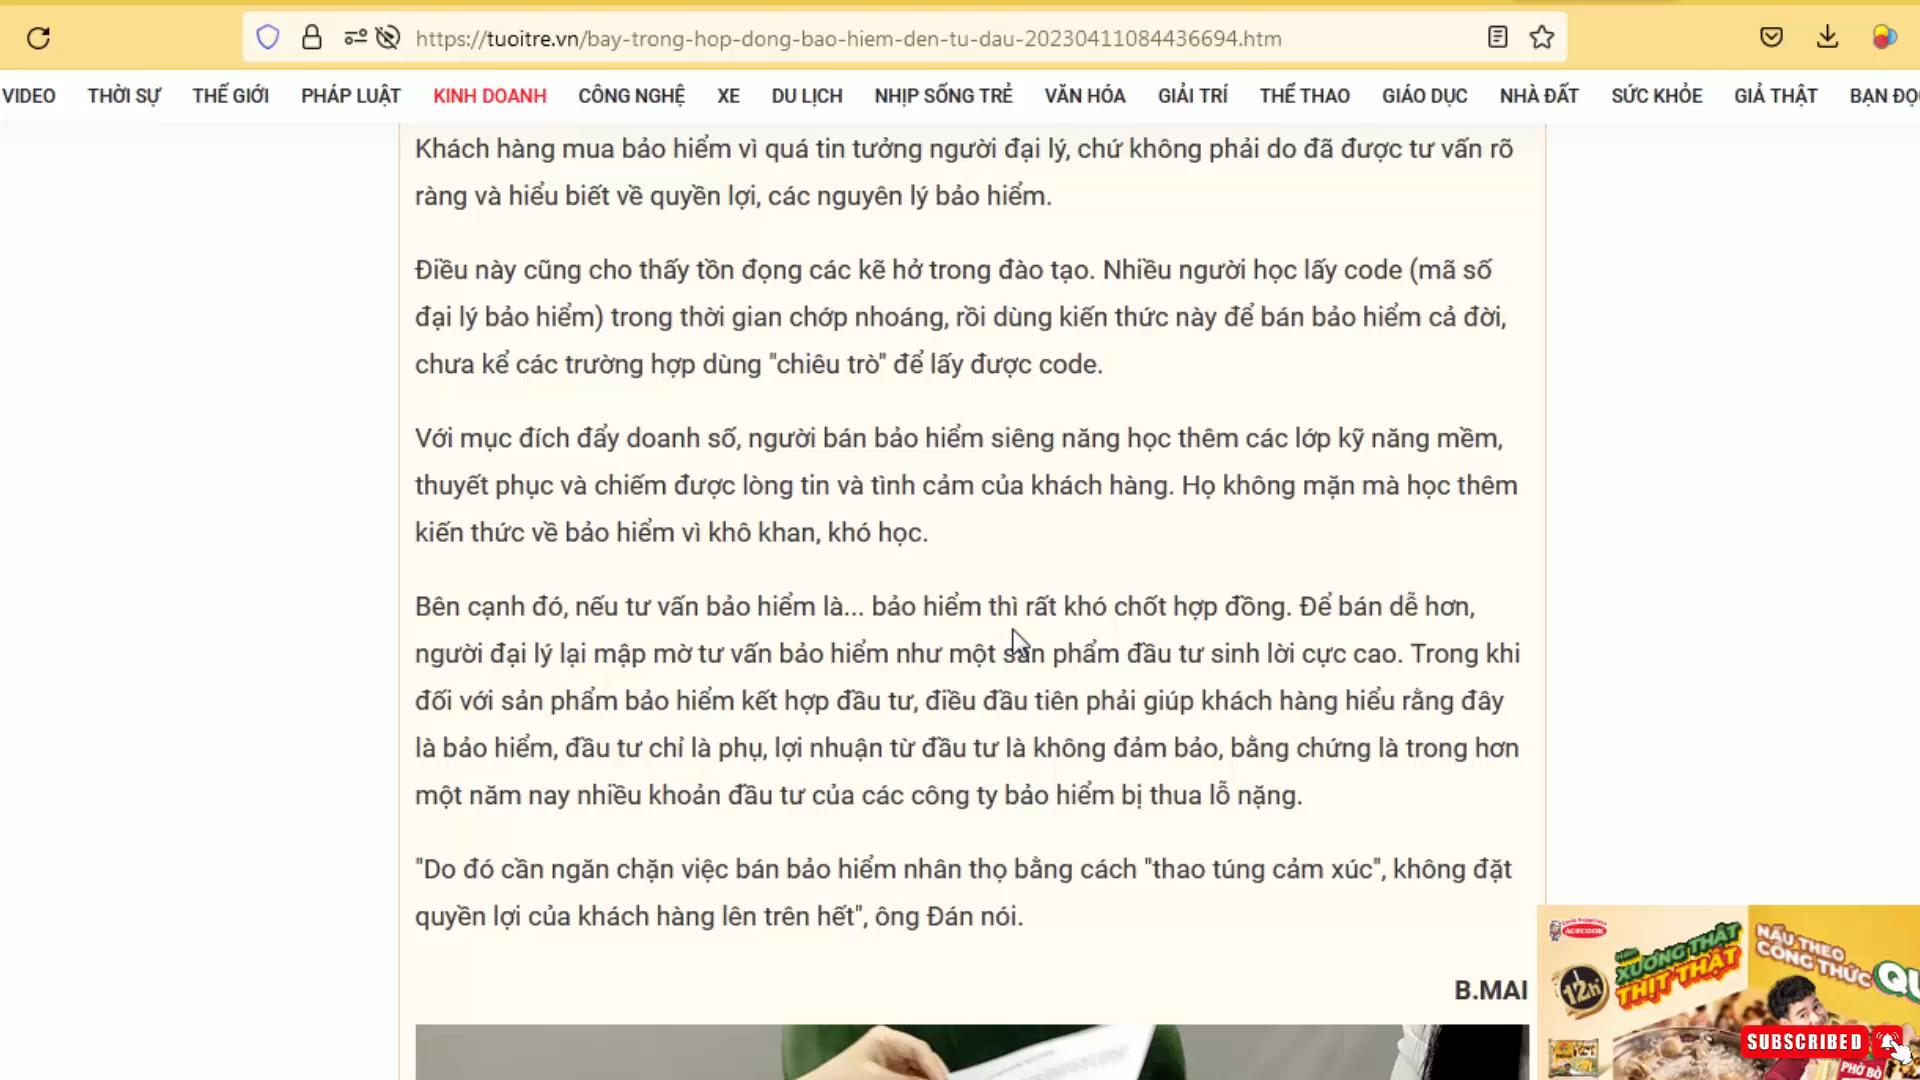 https://tuoitre.vn/bay-trong-hop-dong-bao-hiem-den-tu-dau-20230411084436694.htm
VIDEO THỜI SỰ THẾ GIỚI PHÁP LUẬT KINH DOANH CÔNG NGHỆ XE DU LỊCH NHỊP SỐNG TRẺ VĂN HÓA GIẢI TRÍ THỂ THAO GIÁO DỤC NHÀ ĐẤT SỨC KHỎE GIẢ THẬT BẠN ĐỌ
Khách hàng mua bảo hiểm vì quá tin tưởng người đại lý, chứ không phải do đã được tư vấn rõ
ràng và hiểu biết về quyền lợi, các nguyên lý bảo hiểm.
Điều này cũng cho thấy tồn đọng các kẽ hở trong đào tạo. Nhiều người học lấy code (mã số
đại lý bảo hiểm) trong thời gian chớp nhoáng, rồi dùng kiến thức này để bán bảo hiểm cả đời,
chưa kể các trường hợp dùng "chiêu trò" để lấy được code.
Với mục đích đẩy doanh số, người bán bảo hiểm siêng năng học thêm các lớp kỹ năng mềm,
thuyết phục và chiếm được lòng tin và tình cảm của khách hàng. Họ không mặn mà học thêm
kiến thức về bảo hiểm vì khô khan, khó học.
Bên cạnh đó, nếu tư vấn bảo hiểm là... bảo hiểm thì rất khó chốt hợp đồng. Để bán dễ hơn,
người đại lý lại mập mờ tư vấn bảo hiểm như một sản phẩm đầu tư sinh lời cực cao. Trong khi
đối với sản phẩm bảo hiểm kết hợp đầu tư, điều đầu tiên phải giúp khách hàng hiểu rằng đây
là bảo hiểm, đầu tư chỉ là phụ, lợi nhuận từ đầu tư là không đảm bảo, bằng chứng là trong hơn
một năm nay nhiều khoản đầu tư của các công ty bảo hiểm bị thua lỗ nặng.
"Do đó cần ngăn chặn việc bán bảo hiểm nhân thọ bằng cách "thao túng cảm xúc", không đặt
quyền lợi của khách hàng lên trên hết", ông Đán nói.
B.MAI
ACECOOK
12h
XƯƠNG THẬT
THỊT THẬT
NẤU THEO
CÔNG THỨC
QU
SUBSCRIBED
PHỞ BÒ